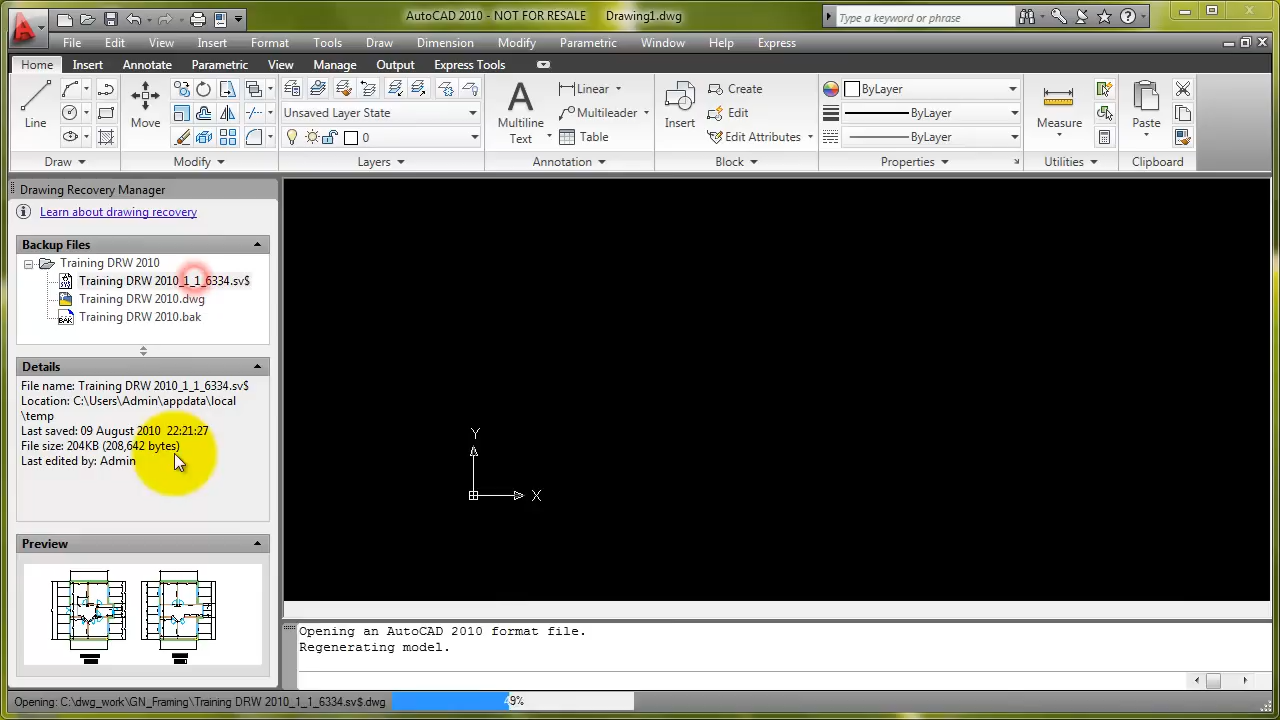 AutoCAD 2010 - NOT FOR RESALE Drawing1.dwg
Type a keyword or phrase
File Edit View Insert Format Tools Draw Dimension Modify Parametric Window Help Express
Home Insert Annotate Parametric View Manage Output Express Tools
Line
Move
Unsaved Layer State
0
Multiline
Text
Linear
Multileader
Table
Insert
Create
Edit
Edit Attributes
ByLayer
ByLayer
ByLayer
Measure
Paste
Draw Modify Layers Annotation Block Properties Utilities Clipboard
Drawing Recovery Manager
Learn about drawing recovery
Backup Files
Training DRW 2010
Training DRW 2010_1_1_6334.sv$
Training DRW 2010.dwg
BAK Training DRW 2010.bak
Details
File name: Training DRW 2010_1_1_6334.sv$
Location: C:\Users\Admin\appdata\local
\temp
Last saved: 09 August 2010 22:21:27
File size: 204KB (208,642 bytes)
Last edited by: Admin
Preview
Y
X
Opening an AutoCAD 2010 format file.
Regenerating model.
Opening: C:\dwg_work\GN_Framing\Training DRW 2010_1_1_6334.sv$.dwg 49%